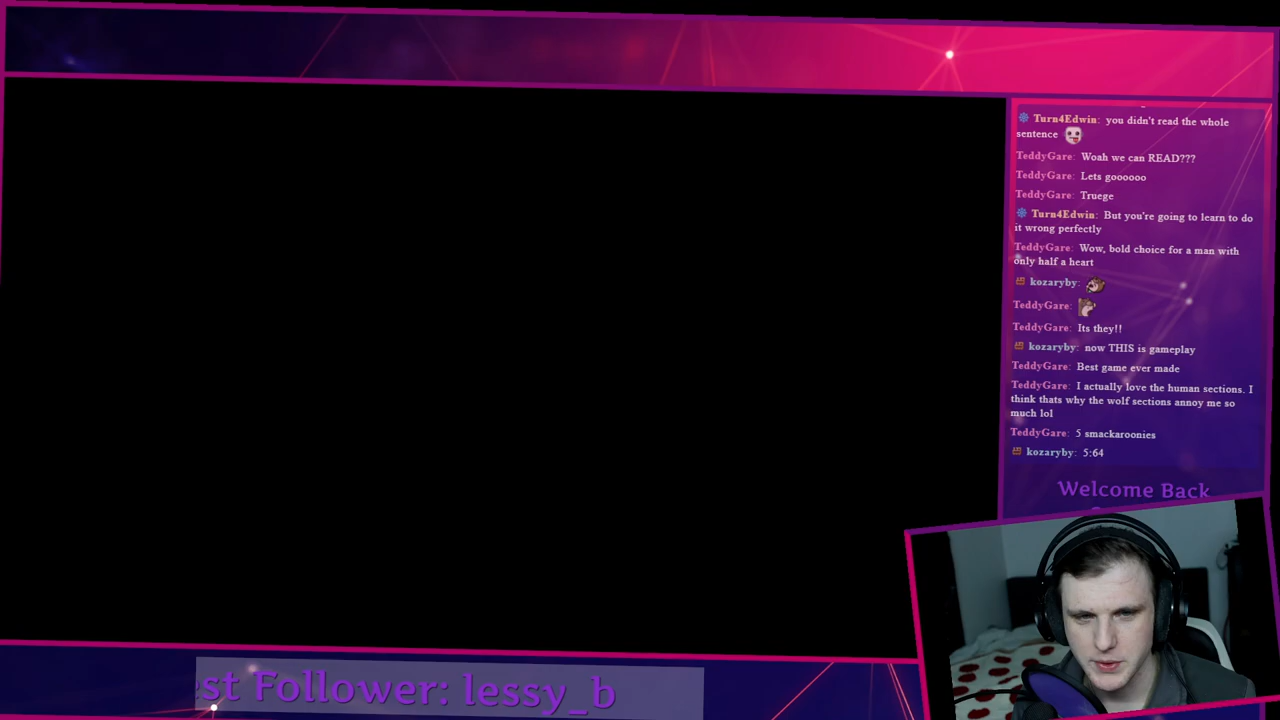 Turn4Edwin: you didn't read the whole
sentence
TeddyGare: Woah we can READ???
TeddyGare: Lets goooooo
TeddyGare: Truege
Turn4Edwin: But you're going to learn to do
it wrong perfectly
TeddyGare: Wow, bold choice for a man with
only half a heart
kozaryby:
TeddyGare:
TeddyGare: Its they!!
kozaryby: now THIS is gameplay
TeddyGare: Best game ever made
TeddyGare: I actually love the human sections. I
think thats why the wolf sections annoy me so
much lol
TeddyGare: 5 smackaroonies
kozaryby: 5:64
Welcome Back
est Follower: lessy_b